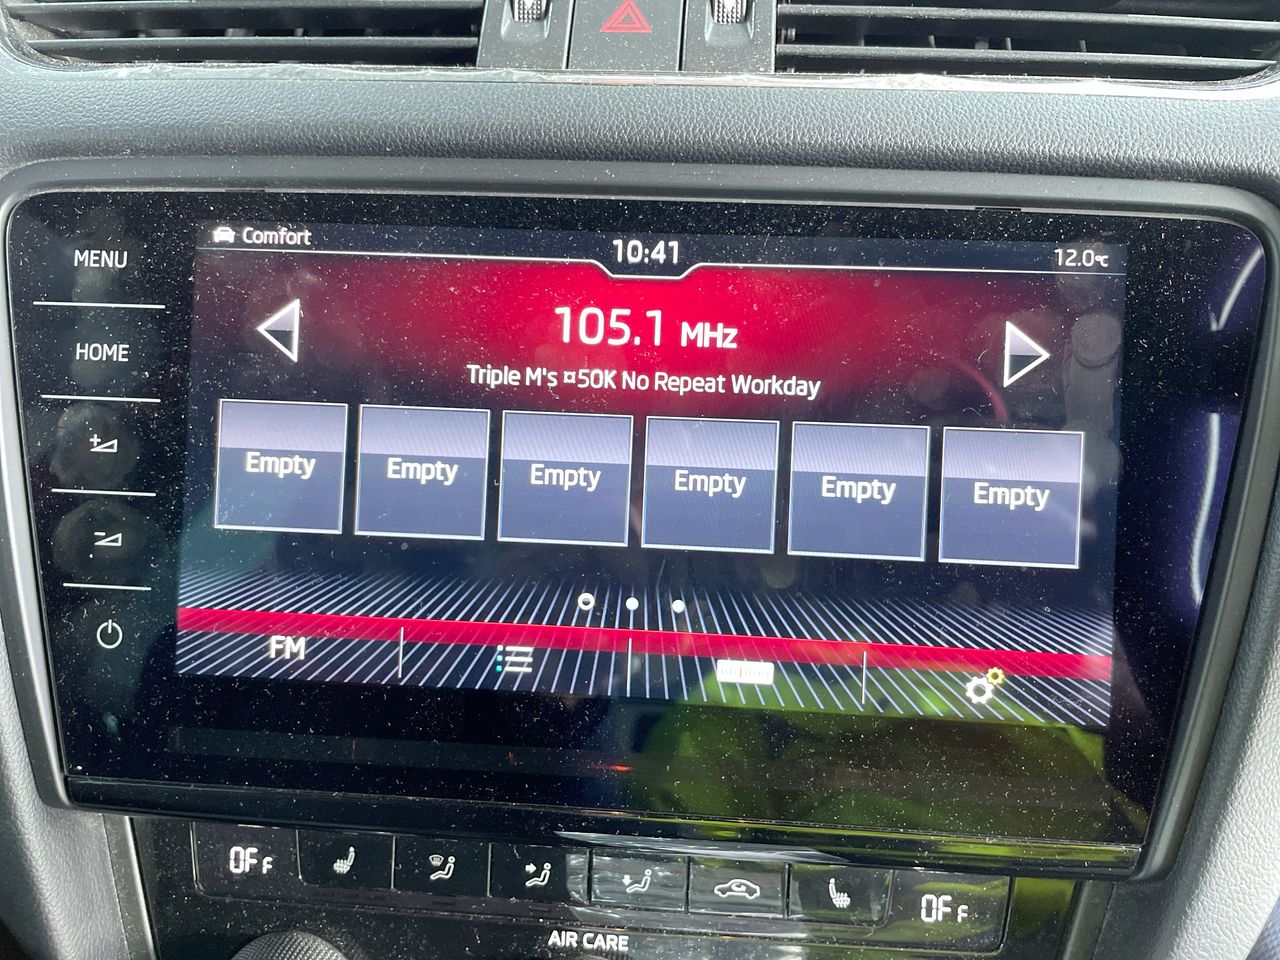 Comfort
10:41
12.0°C
MENU
HOME
105.1 MHz
Triple M's ¤50K No Repeat Workday
Empty Empty Empty Empty Empty Empty
FM
OFF
OFF
AIR CARE